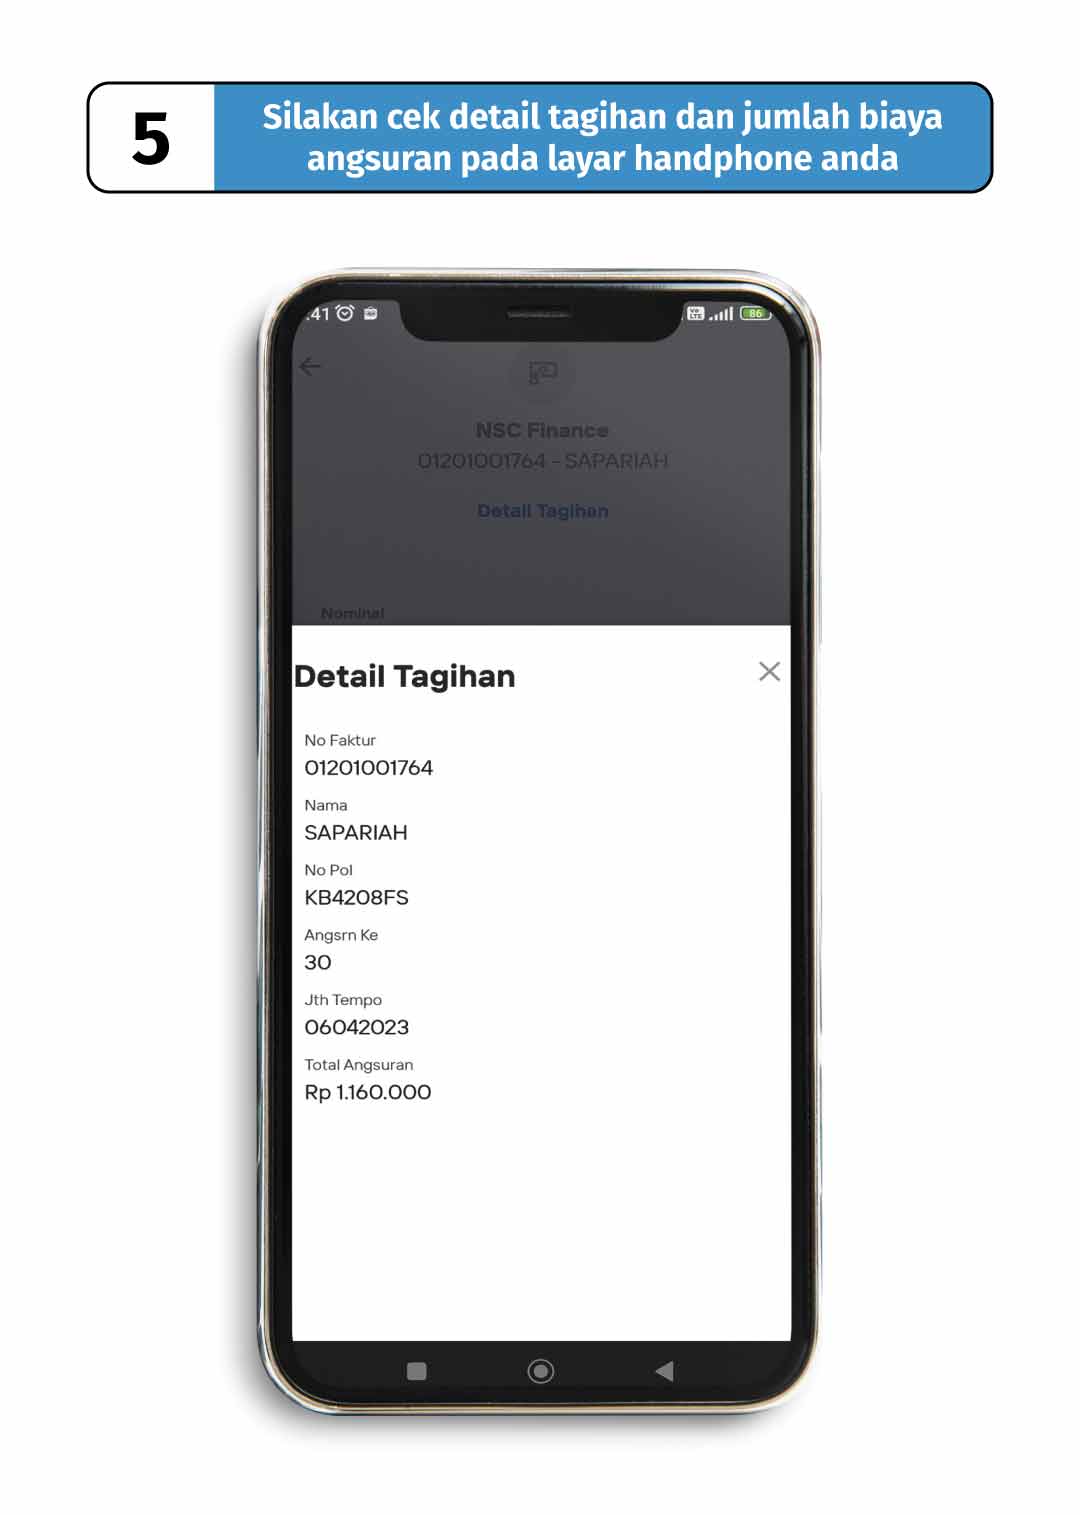 5
Silakan cek detail tagihan dan jumlah biaya
angsuran pada layar handphone anda
:41
VO LTE
86
NSC Finance
01201001764 - SAPARIAH
Detail Tagihan
Nominal
Detail Tagihan
No Faktur
01201001764
Nama
SAPARIAH
No Pol
KB4208FS
Angsrn Ke
30
Jth Tempo
06042023
Total Angsuran
Rp 1.160.000